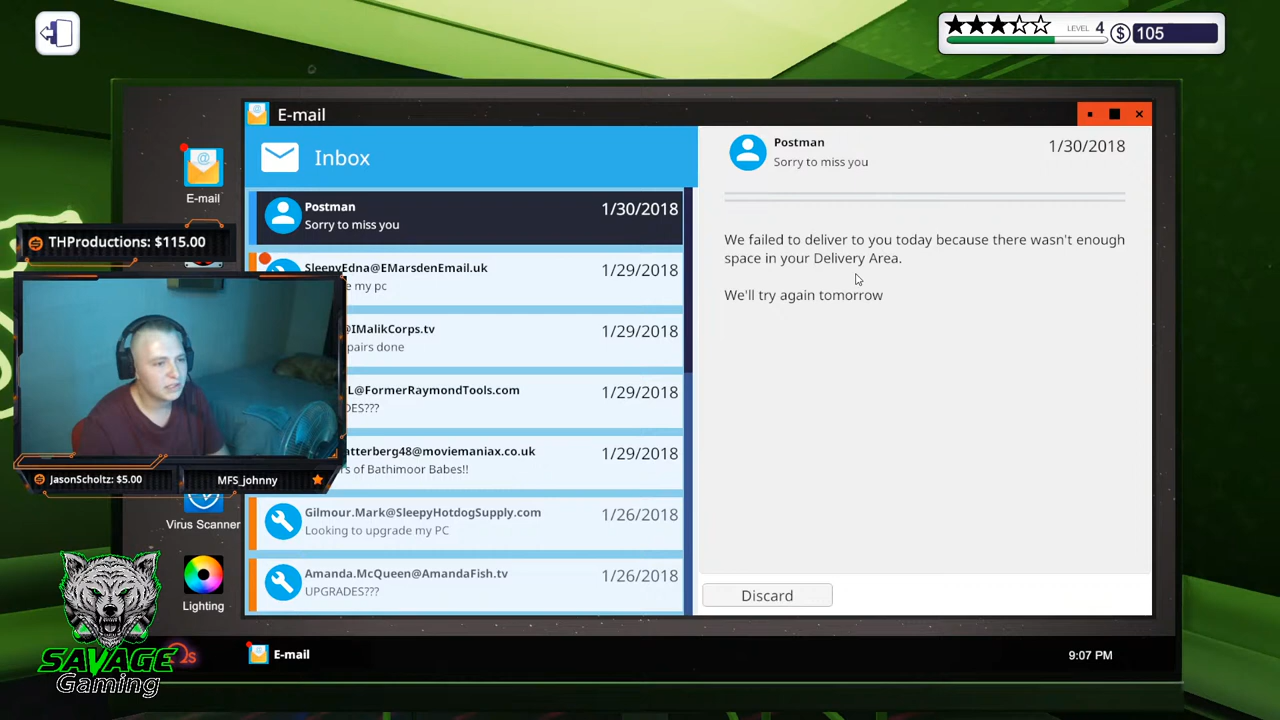 LEVEL 4 $ 105
E-mail
Inbox
Postman
Sorry to miss you
1/30/2018
Postman
Sorry to miss you
1/30/2018
We failed to deliver to you today because there wasn't enough
space in your Delivery Area.
We'll try again tomorrow
SleepyEdna@EMarsdenEmail.uk
1/29/2018
e my pc
@IMalikCorps.tv
1/29/2018
pairs done
L@FormerRaymondTools.com
1/29/2018
DES???
atterberg48@moviemaniax.co.uk
1/29/2018
rs of Bathimoor Babes!!
Gilmour.Mark@SleepyHotdogSupply.com
1/26/2018
Looking to upgrade my PC
Amanda.McQueen@AmandaFish.tv
1/26/2018
UPGRADES???
Discard
E-mail
THProductions: $115.00
JasonScholtz: $5.00
MFS_johnny
Virus Scanner
Lighting
SAVAGE
Gaming
E-mail
9:07 PM